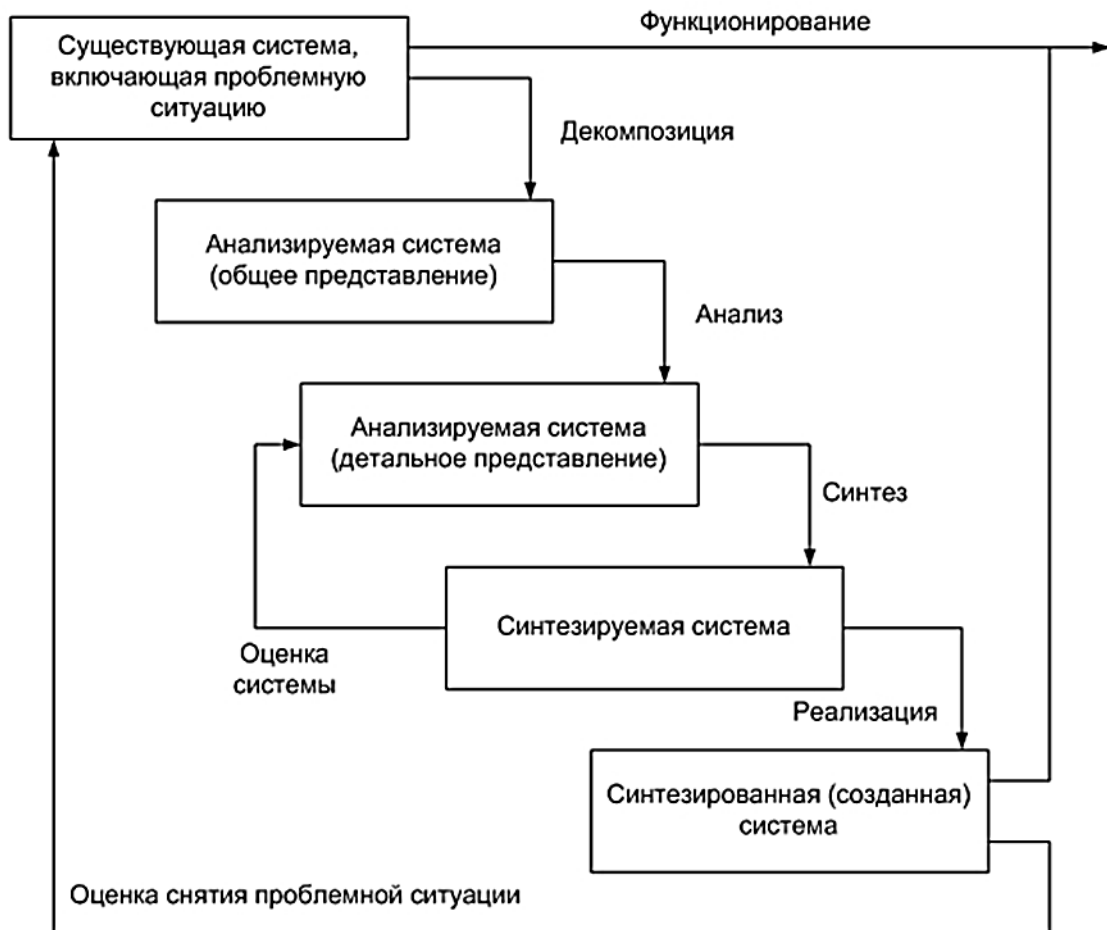 Функционирование
Существующая система,
включающая проблемную
ситуацию
Декомпозиция
Анализируемая система
(общее представление)
Анализ
Анализируемая система
(детальное представление)
Синтез
Синтезируемая система
Оценка
системы
Реализация
Синтезированная (созданная)
система
Оценка снятия проблемной ситуации